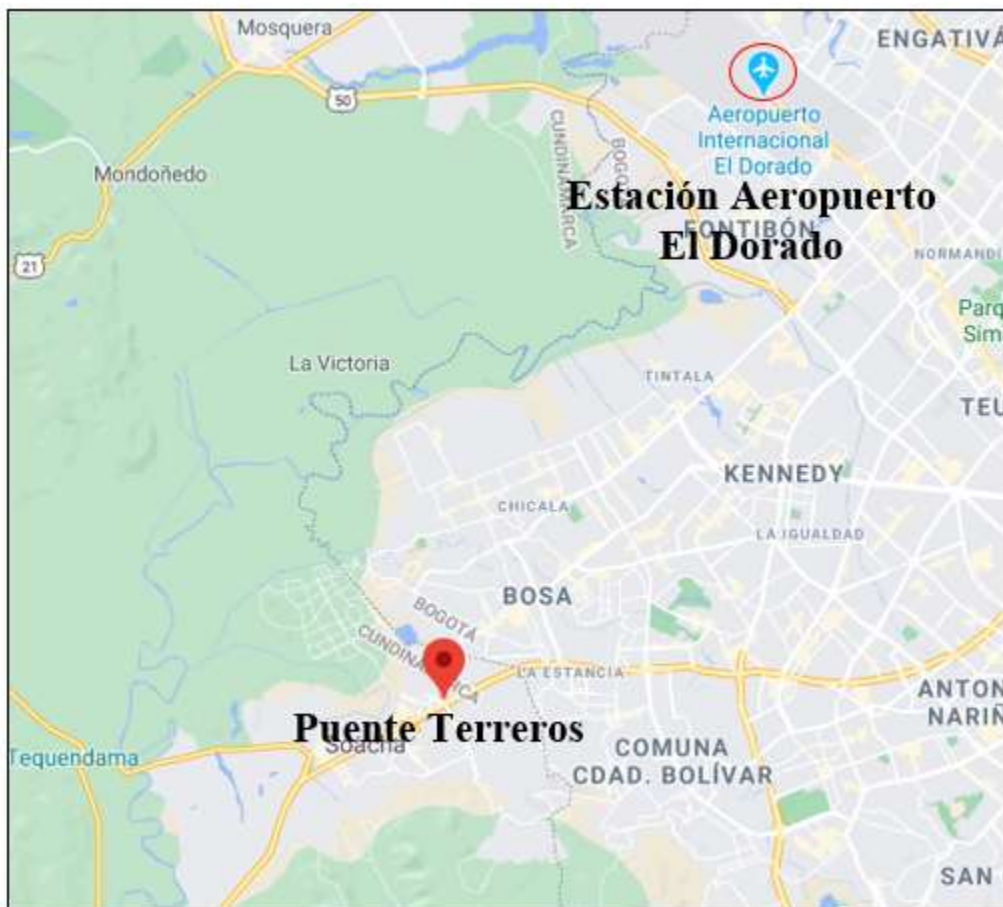 Mosquera
ENGATIVÁ
50
Aeropuerto
Internacional
El Dorado
CUNDINAMARCA
BOGO
Mondoñedo
Estación Aeropuerto
El Dorado
FONTIBÓN
NORMANDI
21
Parq
Sim
La Victoria
TINTALA
TEU
KENNEDY
CHICALA
LA IGUALDAD
BOSA
BOGOTÁ
LA ESTANCIA
ANTON
NARIÑ
Puente Terreros
Soacha
Tequendama
COMUNA
CDAD. BOLÍVAR
SAN